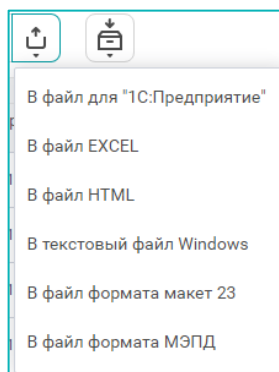 В файл для "1С:Предприятие"
В файл EXCEL
В файл HTML
В текстовый файл Windows
В файл формата макет 23
В файл формата МЭПД